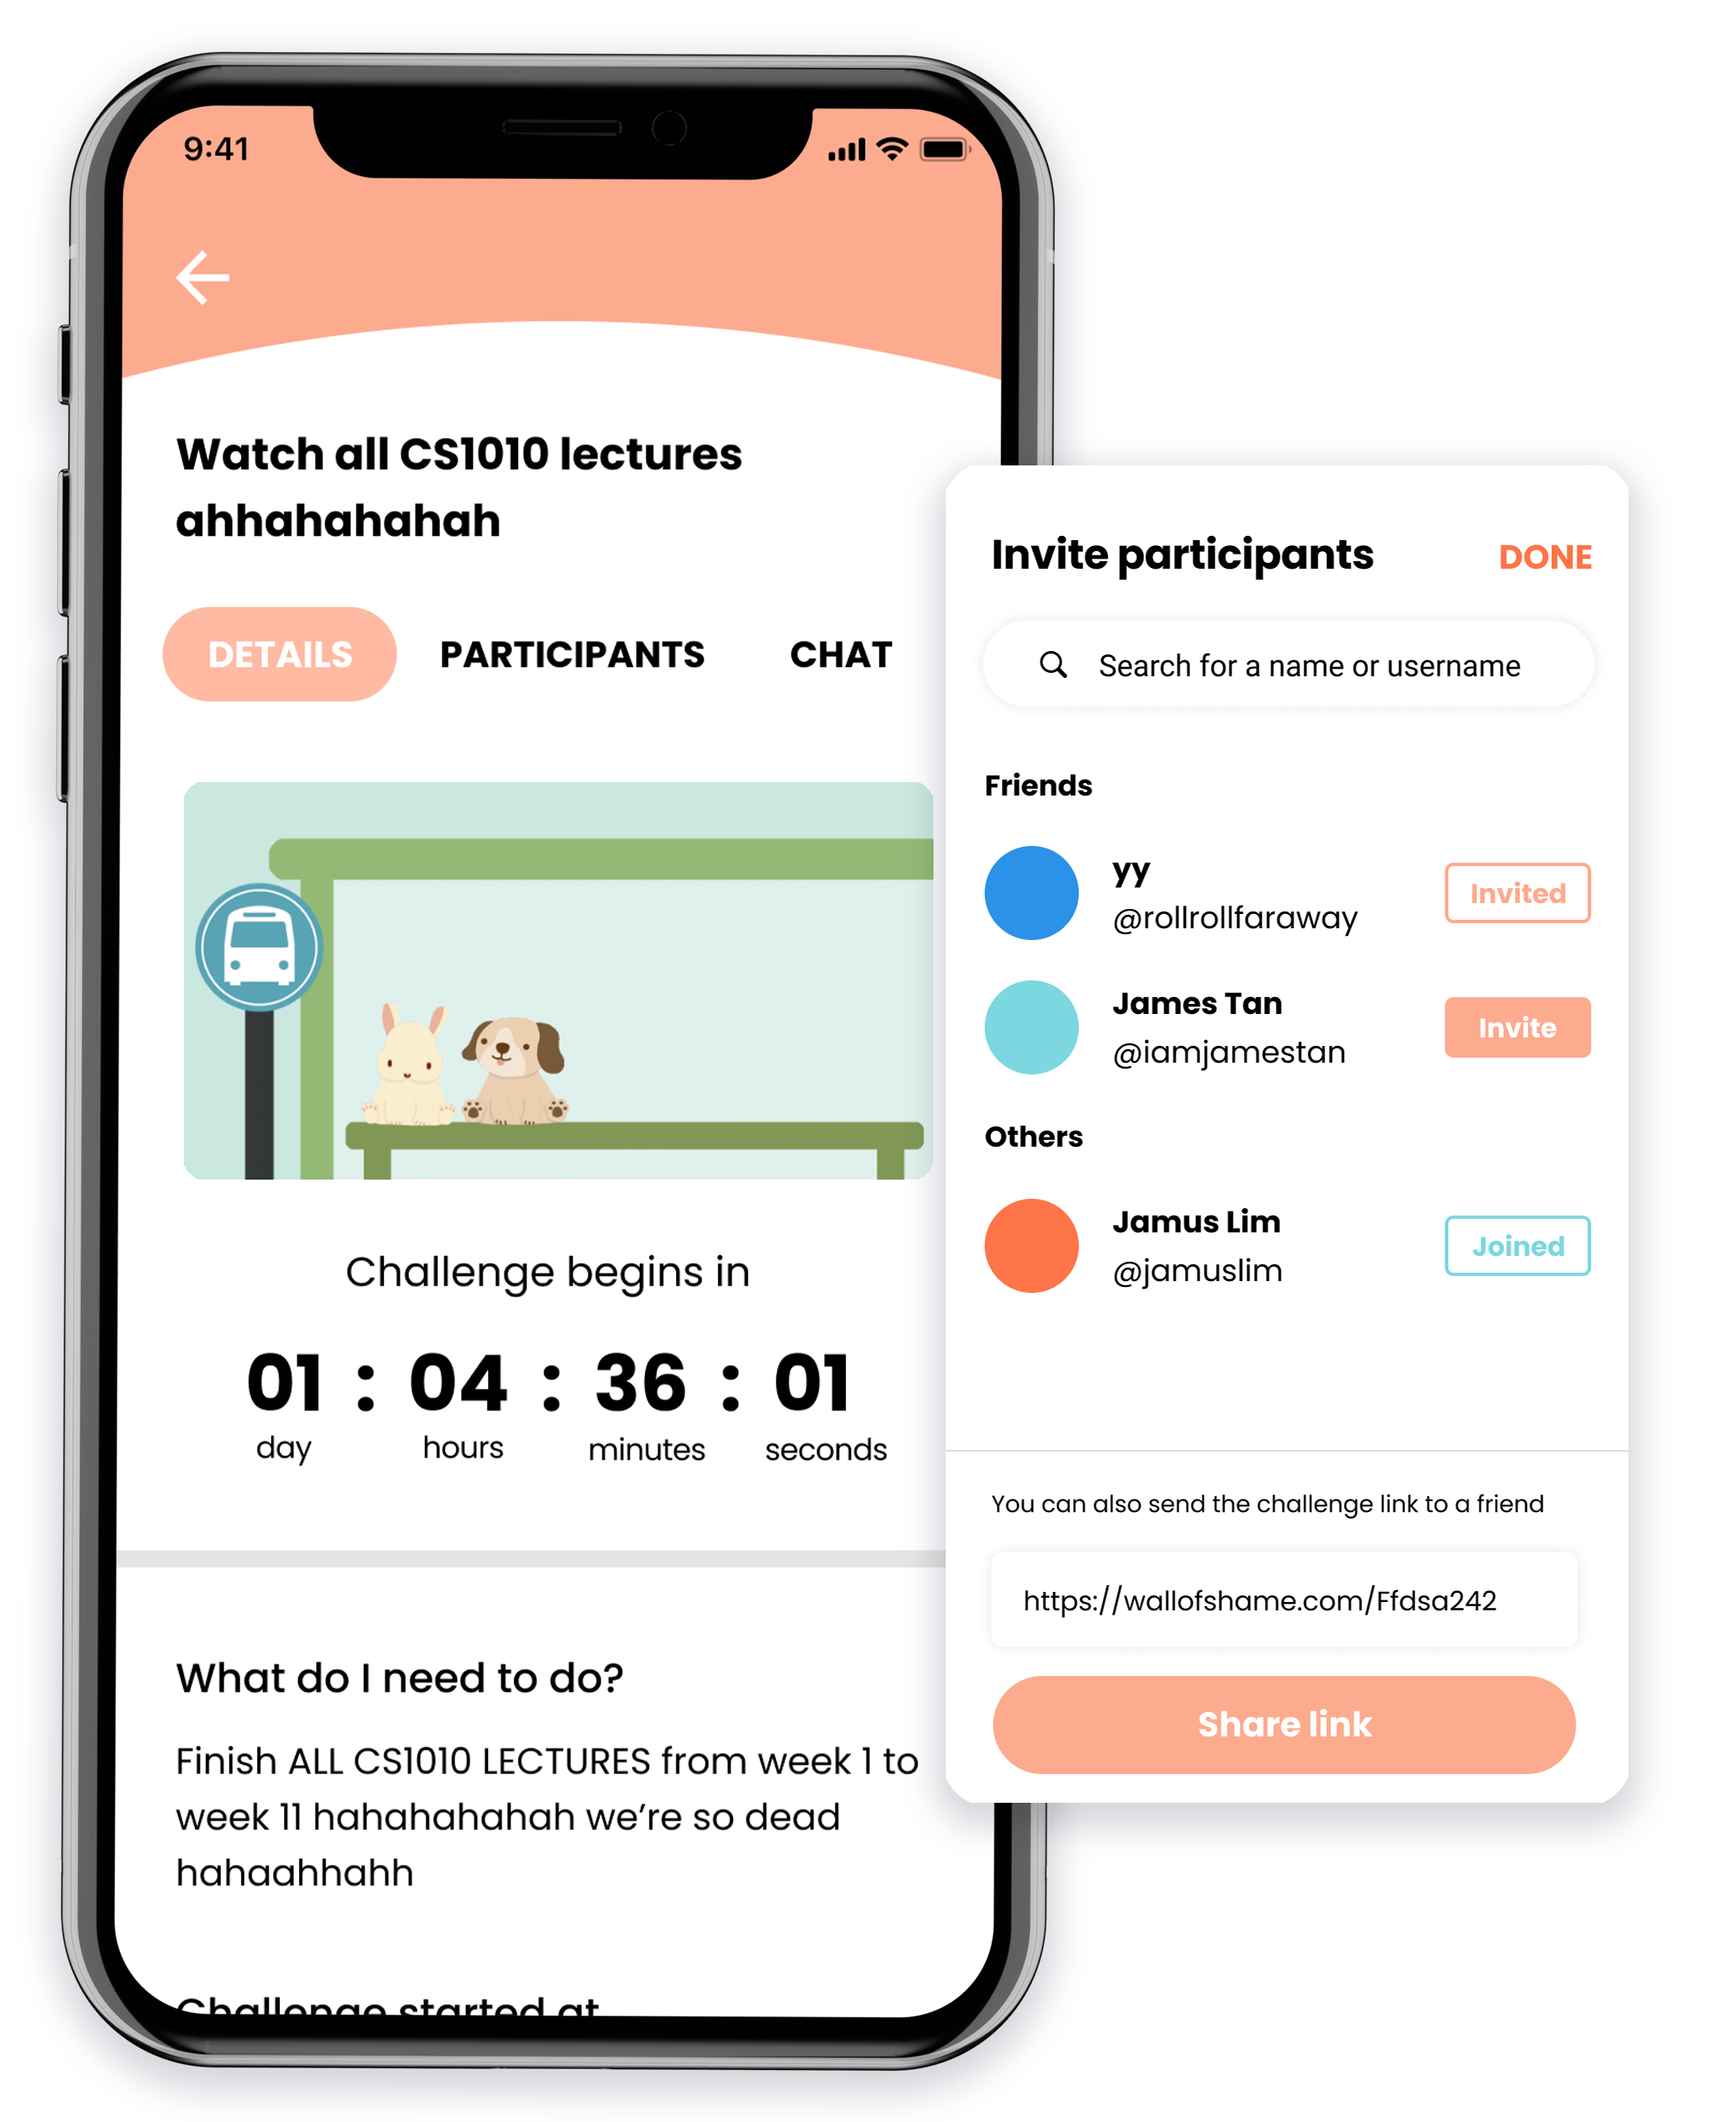 9:41
Watch all CS1010 lectures
ahhahahahah
DETAILS PARTICIPANTS CHAT
Challenge begins in
01 : 04 : 36 : 01
day hours minutes seconds
What do I need to do?
Finish ALL CS1010 LECTURES from week 1 to
week 11 hahahahahah we’re so dead
hahaahhahh
Challenge started at
Invite participants DONE
Search for a name or username
Friends
yy
@rollrollfaraway
Invited
James Tan
@iamjamestan
Invite
Others
Jamus Lim
@jamuslim
Joined
You can also send the challenge link to a friend
https://wallofshame.com/Ffdsa242
Share link